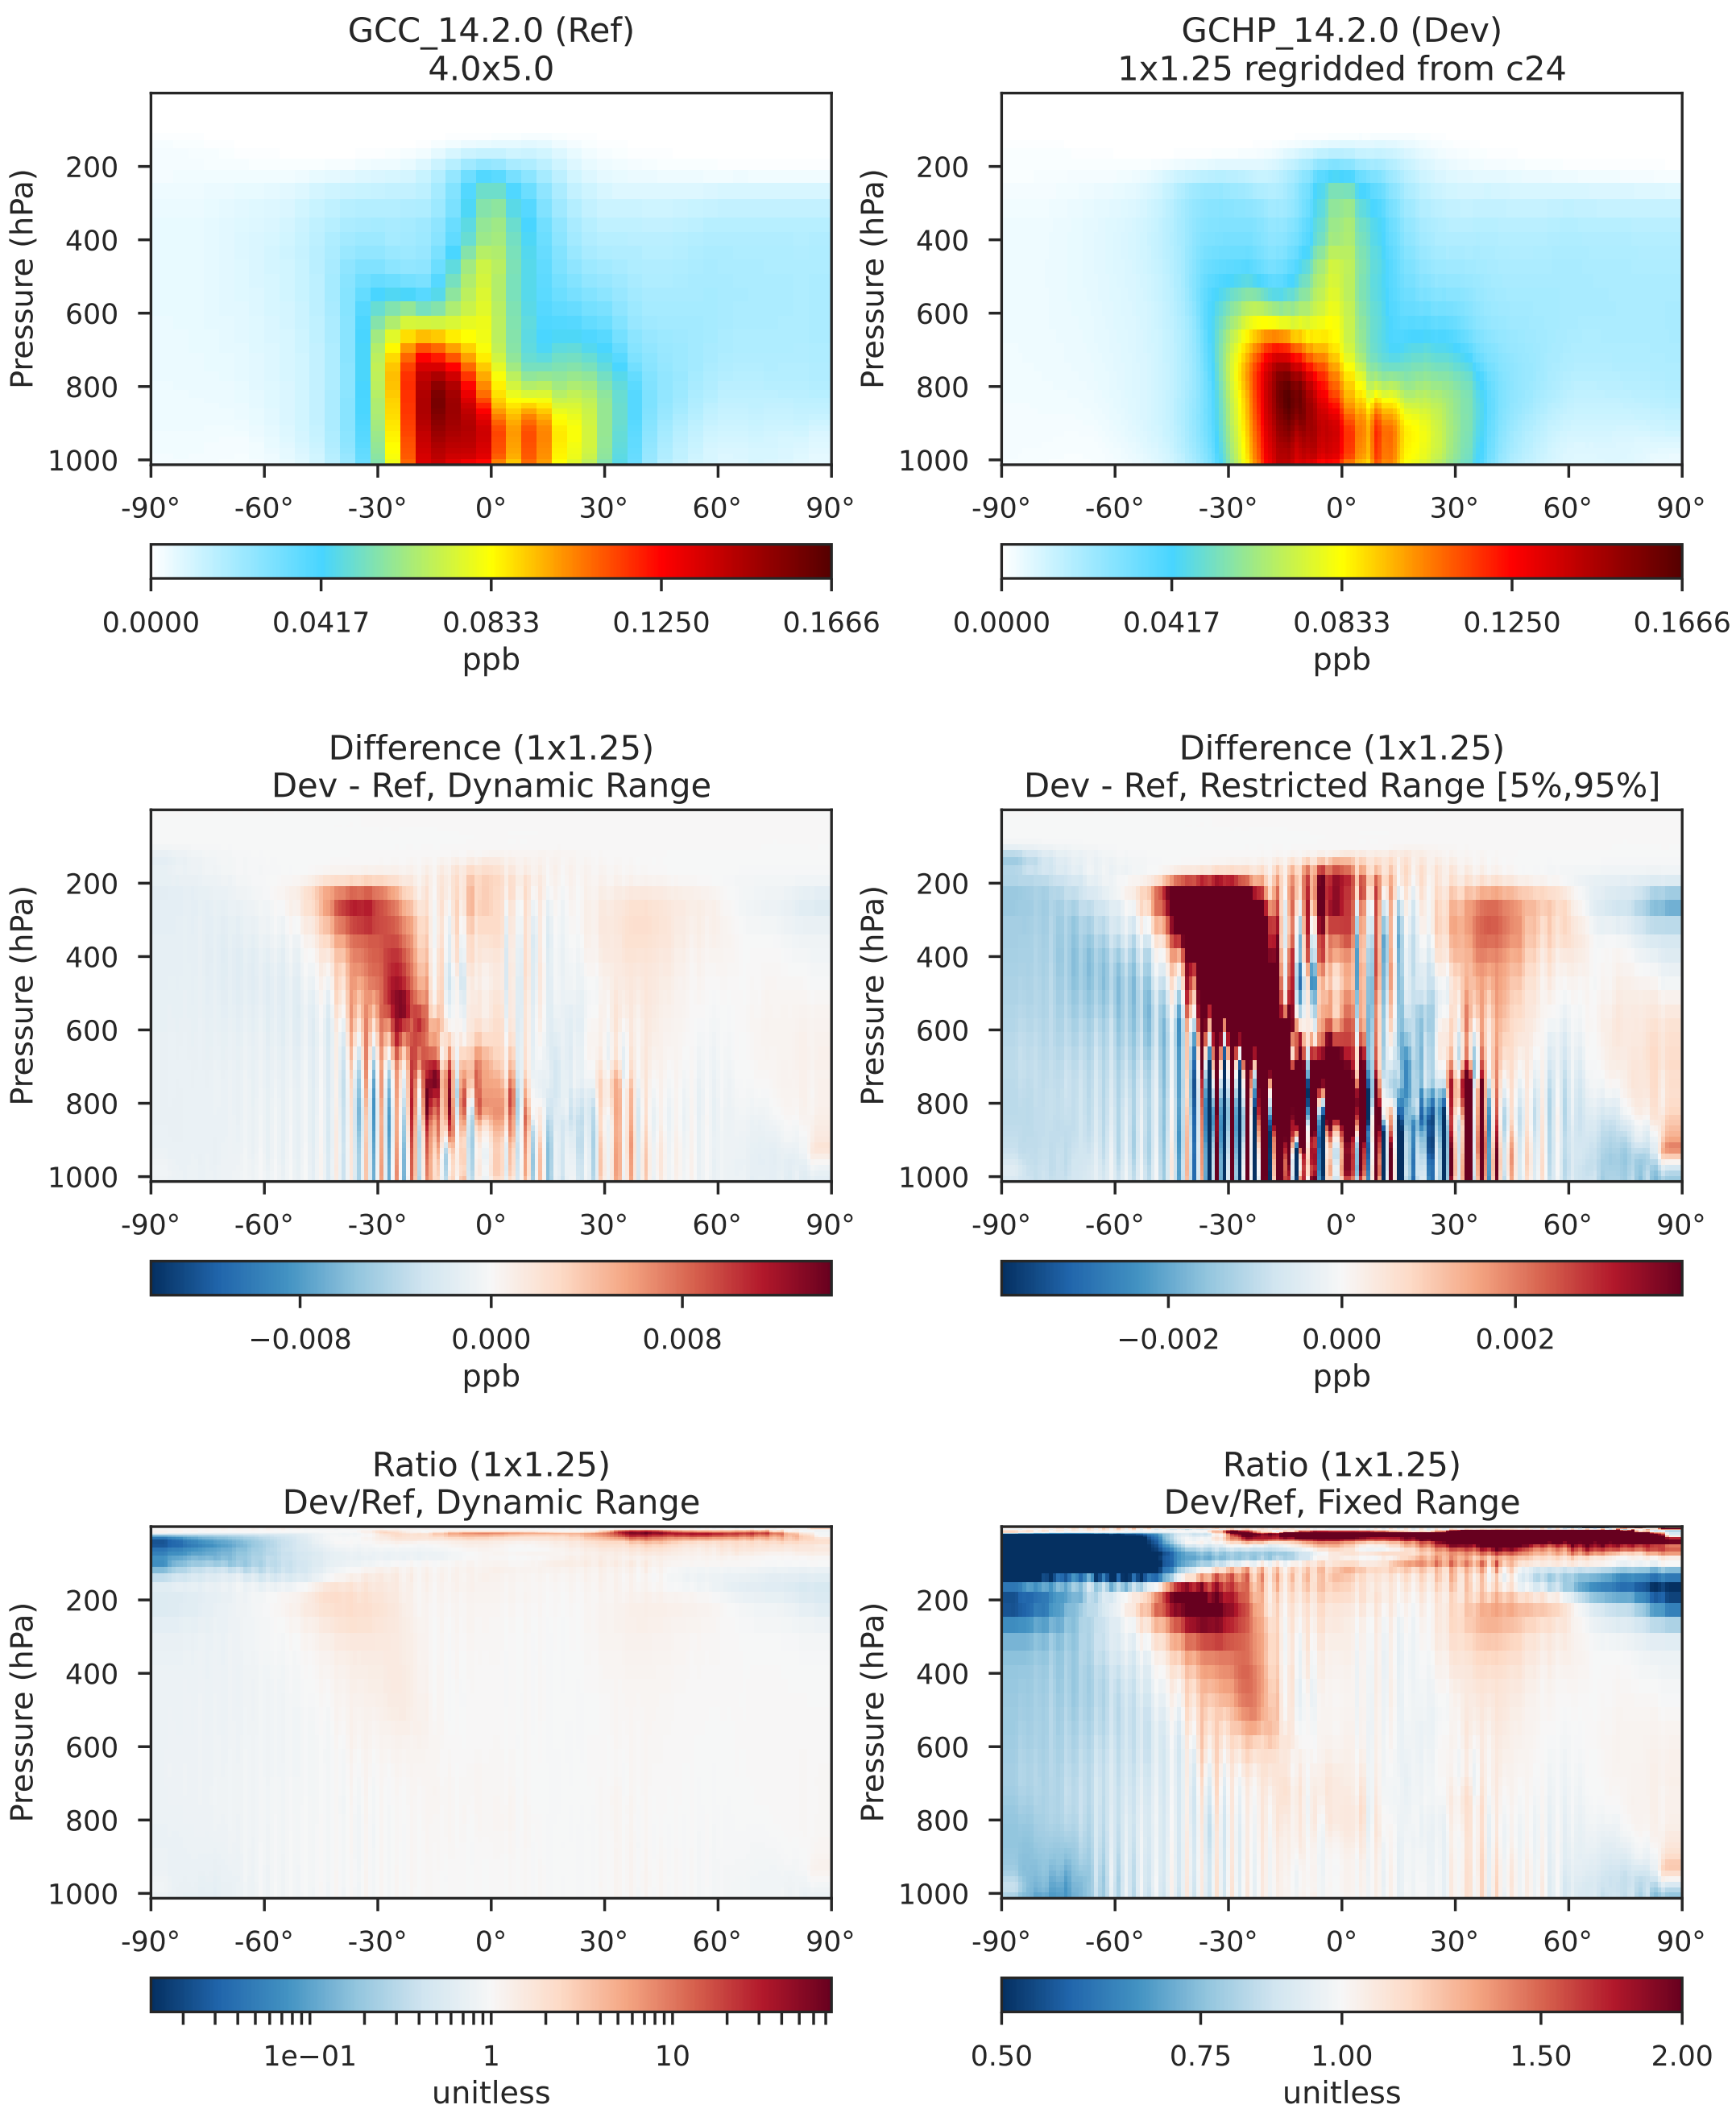 GCC_14.2.0 (Ref)
4.0x5.0
GCHP_14.2.0 (Dev)
1x1.25 regridded from c24
Pressure (hPa)
200
400
600
800
1000
-90° -60° -30° 0° 30° 60° 90°
0.0000 0.0417 0.0833 0.1250 0.1666
ppb
Pressure (hPa)
200
400
600
800
1000
-90° -60° -30° 0° 30° 60° 90°
0.0000 0.0417 0.0833 0.1250 0.1666
ppb
Difference (1x1.25)
Dev - Ref, Dynamic Range
Difference (1x1.25)
Dev - Ref, Restricted Range [5%,95%]
Pressure (hPa)
200
400
600
800
1000
-90° -60° -30° 0° 30° 60° 90°
−0.008 0.000 0.008
ppb
Pressure (hPa)
200
400
600
800
1000
-90° -60° -30° 0° 30° 60° 90°
−0.002 0.000 0.002
ppb
Ratio (1x1.25)
Dev/Ref, Dynamic Range
Ratio (1x1.25)
Dev/Ref, Fixed Range
Pressure (hPa)
200
400
600
800
1000
-90° -60° -30° 0° 30° 60° 90°
1e−01 1 10
unitless
Pressure (hPa)
200
400
600
800
1000
-90° -60° -30° 0° 30° 60° 90°
0.50 0.75 1.00 1.50 2.00
unitless